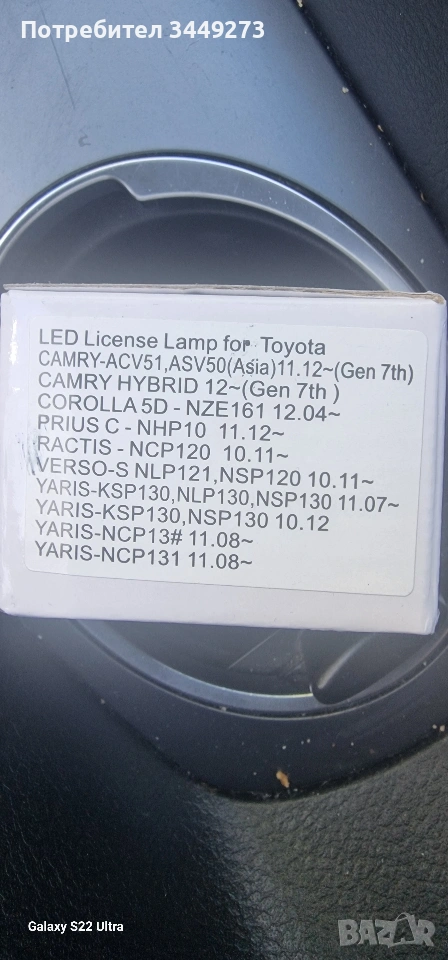 Потребител 3449273
LED License Lamp for Toyota
CAMRY-ACV51,ASV50(Asia)11.12~(Gen 7th)
CAMRY HYBRID 12~(Gen 7th )
COROLLA 5D - NZE161 12.04~
PRIUS C - NHP10 11.12~
RACTIS - NCP120 10.11~
VERSO-S NLP121,NSP120 10.11~
YARIS-KSP130,NLP130,NSP130 11.07~
YARIS-KSP130,NSP130 10.12
YARIS-NCP13# 11.08~
YARIS-NCP131 11.08~
Galaxy S22 Ultra
BAZAR